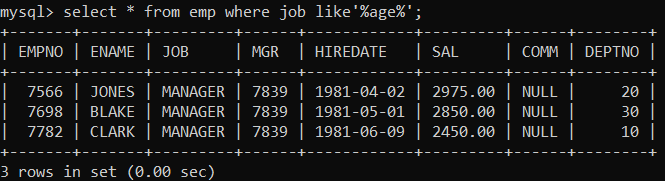 mysql> select * from emp where job like'%age%';
+-------+-------+---------+------+------------+---------+------+--------+
| EMPNO | ENAME | JOB     | MGR  | HIREDATE   | SAL     | COMM | DEPTNO |
+-------+-------+---------+------+------------+---------+------+--------+
|  7566 | JONES | MANAGER | 7839 | 1981-04-02 | 2975.00 | NULL |     20 |
|  7698 | BLAKE | MANAGER | 7839 | 1981-05-01 | 2850.00 | NULL |     30 |
|  7782 | CLARK | MANAGER | 7839 | 1981-06-09 | 2450.00 | NULL |     10 |
+-------+-------+---------+------+------------+---------+------+--------+
3 rows in set (0.00 sec)